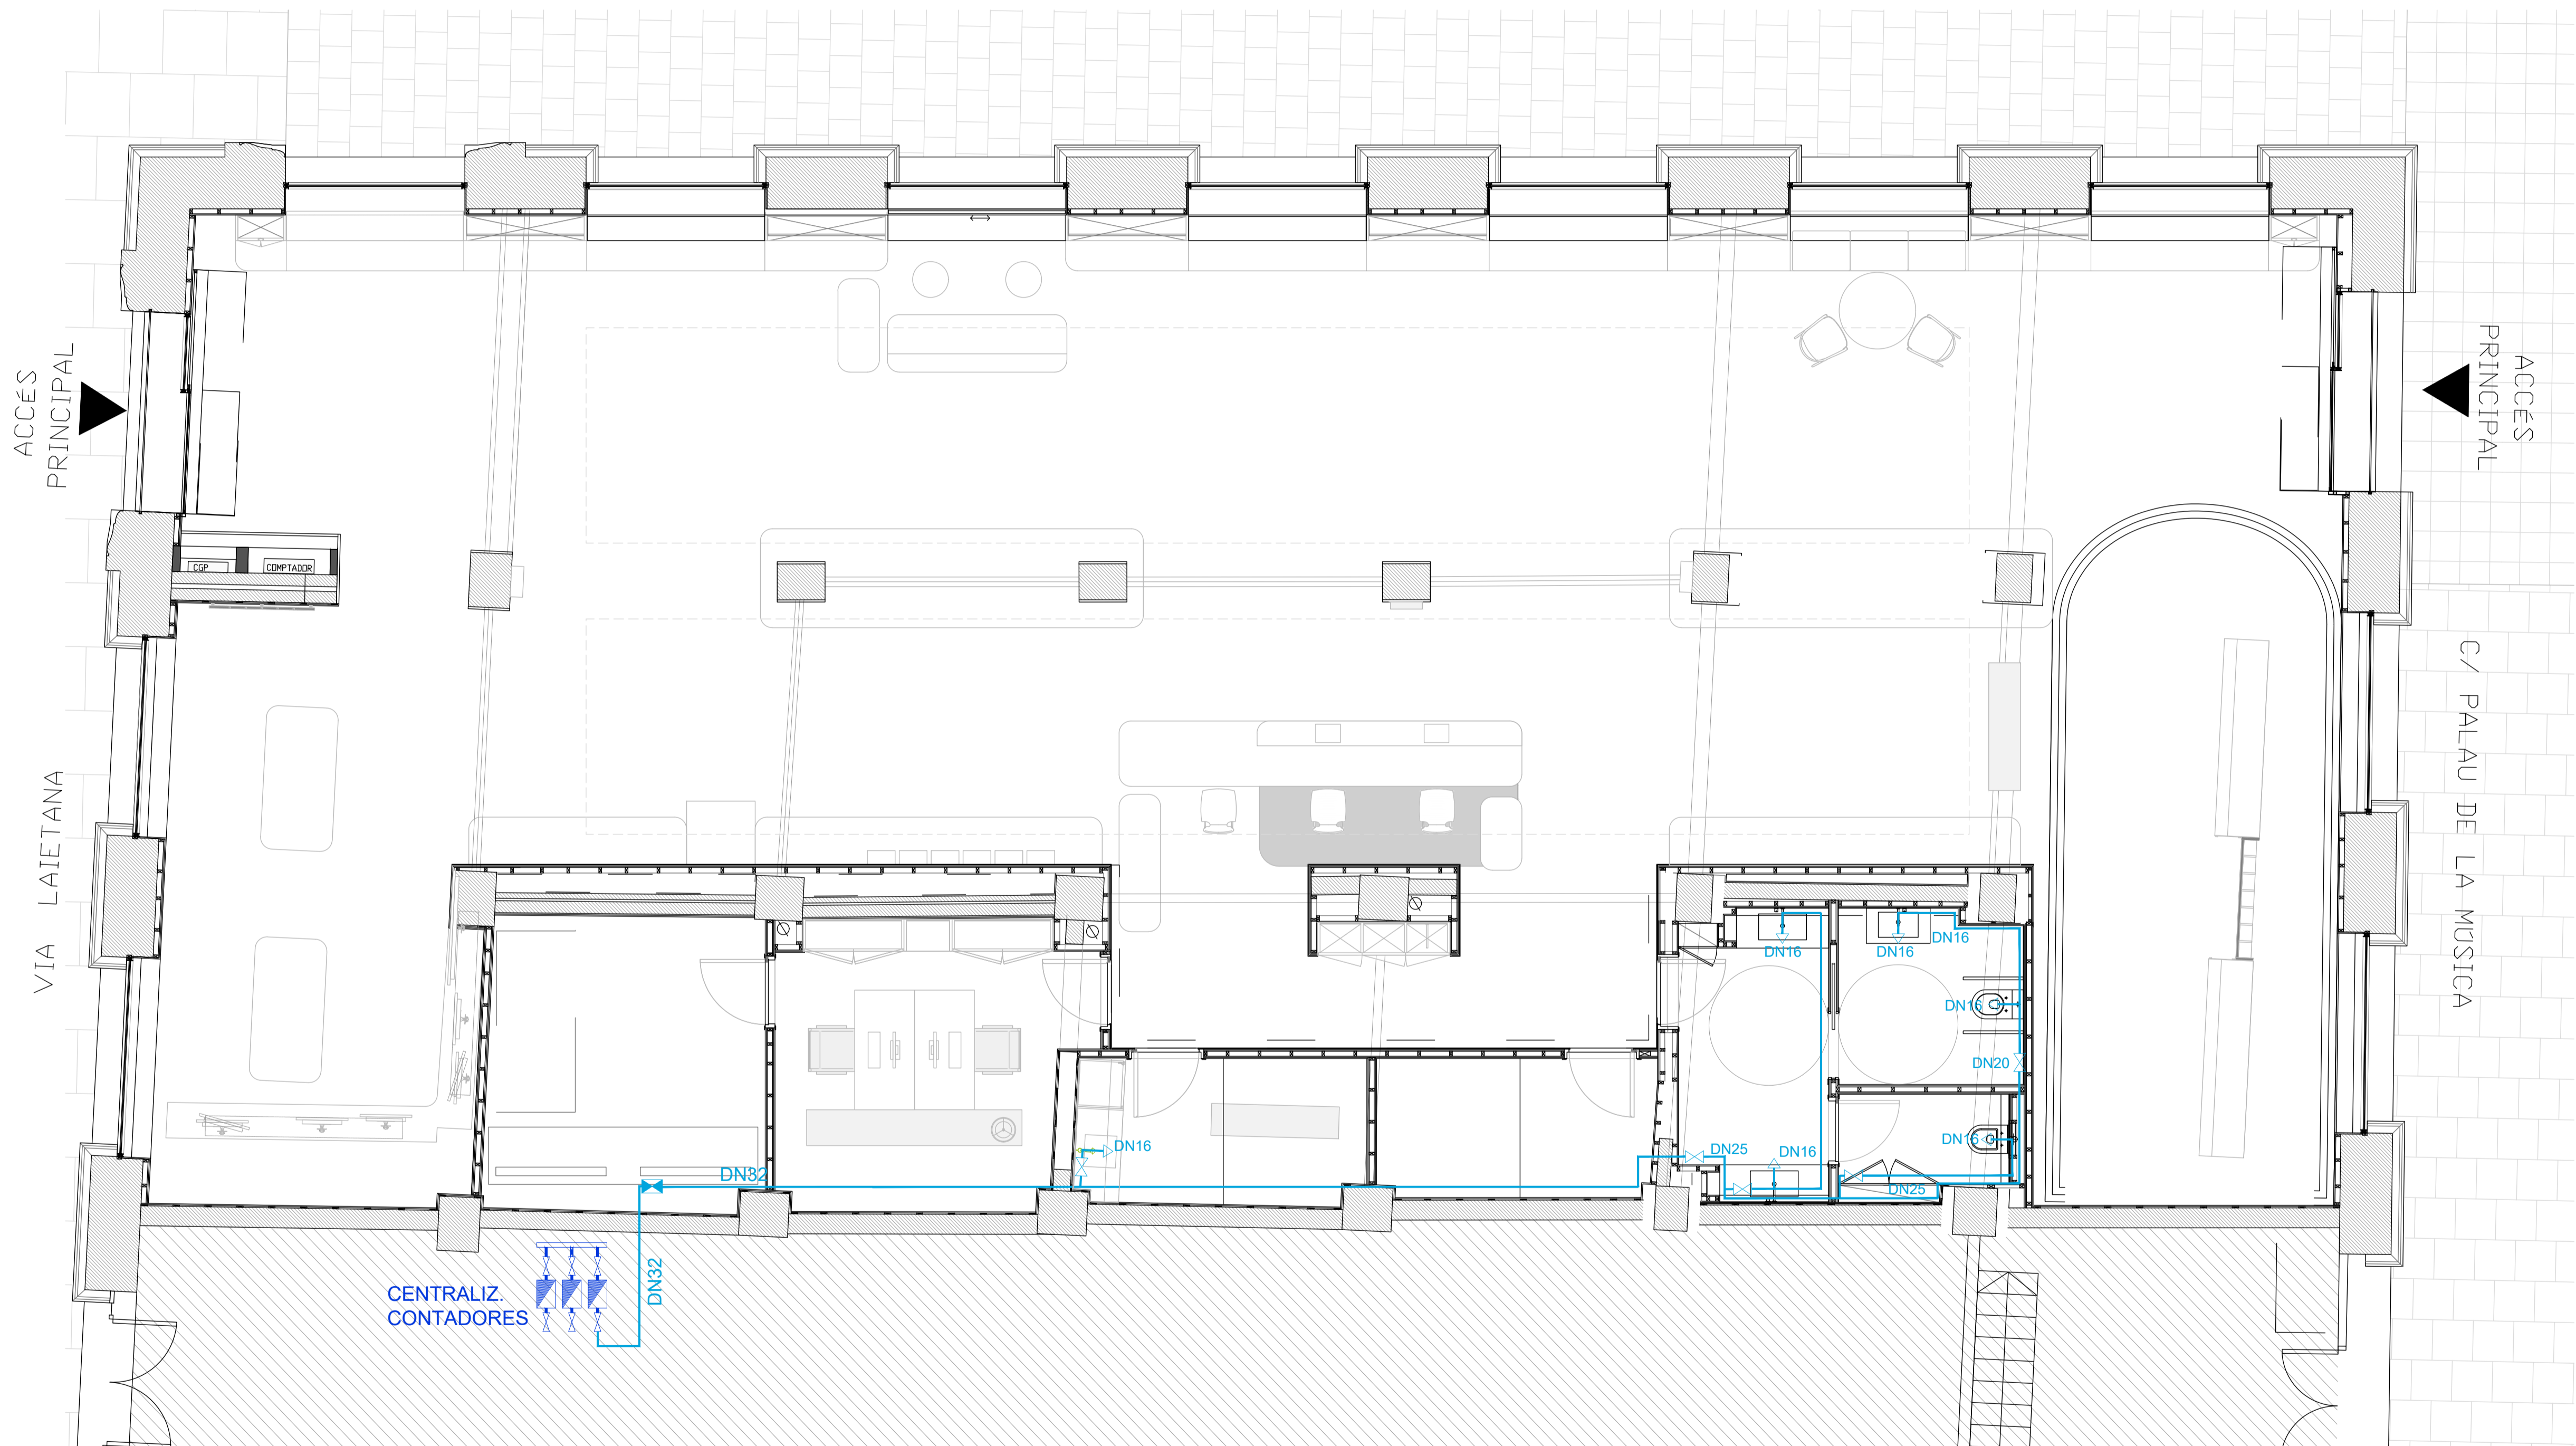 ACCÉS
PRINCIPAL
ACCÉS
PRINCIPAL
CGP
COMPTADOR
VIA LAIETANA
C/ PALAU DE LA MÚSICA
DN16
DN16
DN16
DN16
DN20
DN16
DN16
DN25
DN16
DN25
DN32
DN32
CENTRALIZ.
CONTADORES